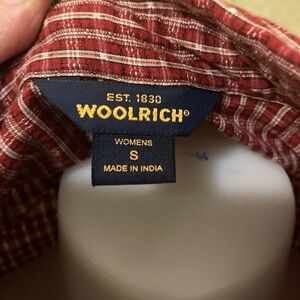 EST. 1830
WOOLRICH®
WOMENS
S
MADE IN INDIA